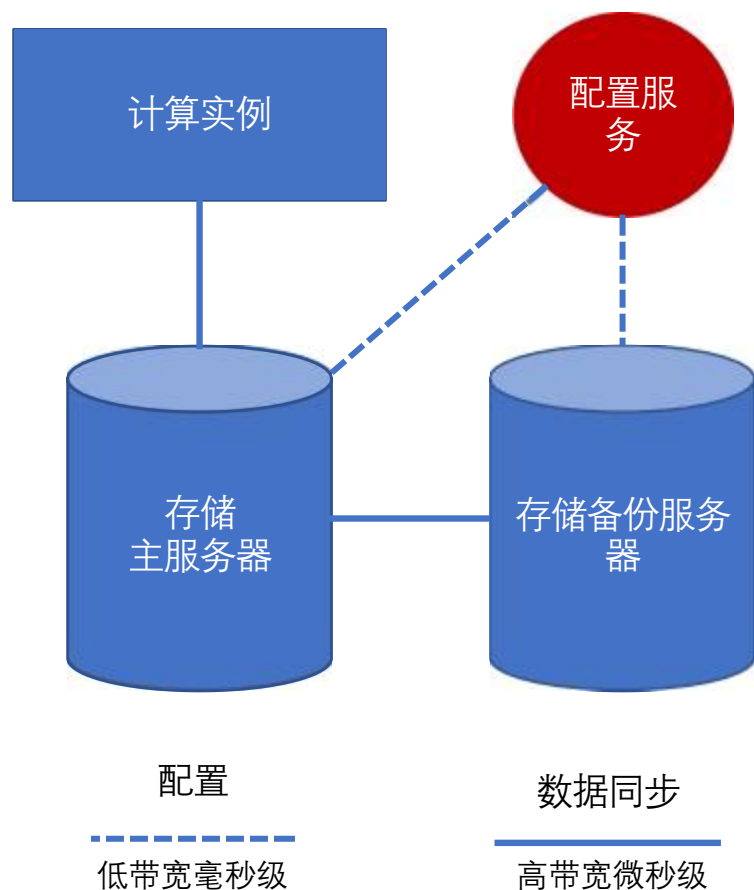 计算实例
配置服
务
存储
主服务器
存储备份服务
器
配置
数据同步
低带宽毫秒级
高带宽微秒级